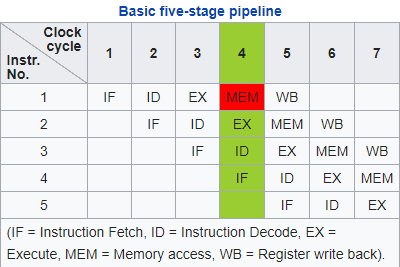 Basic five-stage pipeline
Clock
cycle
Instr.
No.
1 2 3 4 5 6 7
1 IF ID EX MEM WB
2 IF ID EX MEM WB
3 IF ID EX MEM WB
4 IF ID EX MEM
5 IF ID EX
(IF = Instruction Fetch, ID = Instruction Decode, EX =
Execute, MEM = Memory access, WB = Register write back).